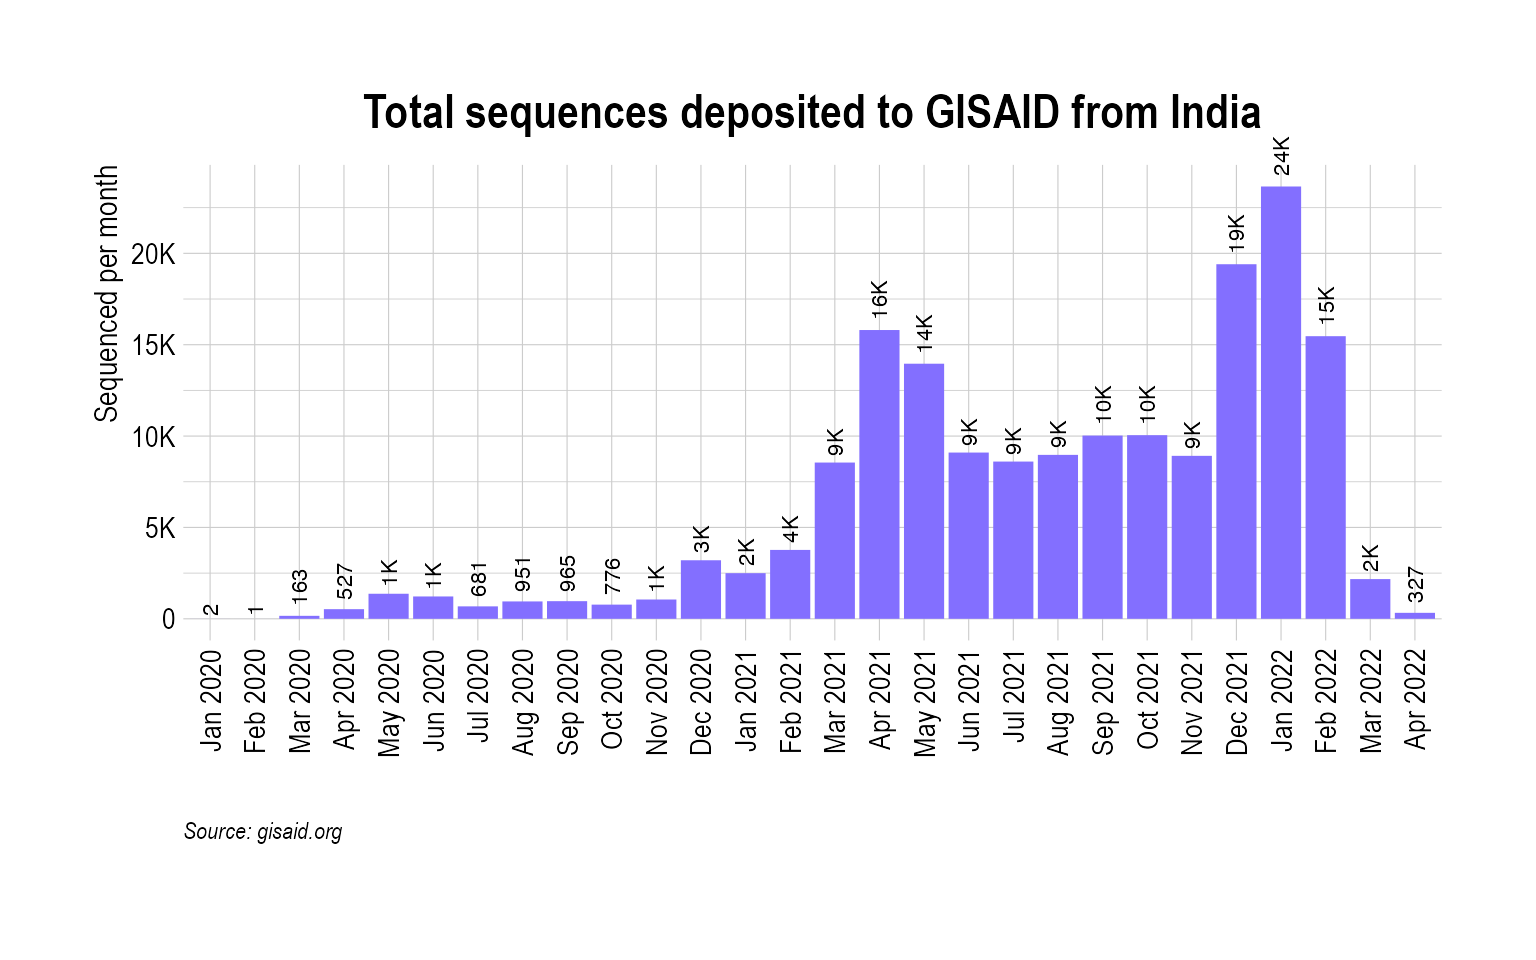 Total sequences deposited to GISAID from India
Sequenced per month
20K
15K
10K
5K
0
2
1
163
527
1K
1K
681
951
965
776
1K
3K
2K
4K
9K
16K
14K
9K
9K
9K
10K
10K
9K
19K
24K
15K
2K
327
Jan 2020
Feb 2020
Mar 2020
Apr 2020
May 2020
Jun 2020
Jul 2020
Aug 2020
Sep 2020
Oct 2020
Nov 2020
Dec 2020
Jan 2021
Feb 2021
Mar 2021
Apr 2021
May 2021
Jun 2021
Jul 2021
Aug 2021
Sep 2021
Oct 2021
Nov 2021
Dec 2021
Jan 2022
Feb 2022
Mar 2022
Apr 2022
Source: gisaid.org